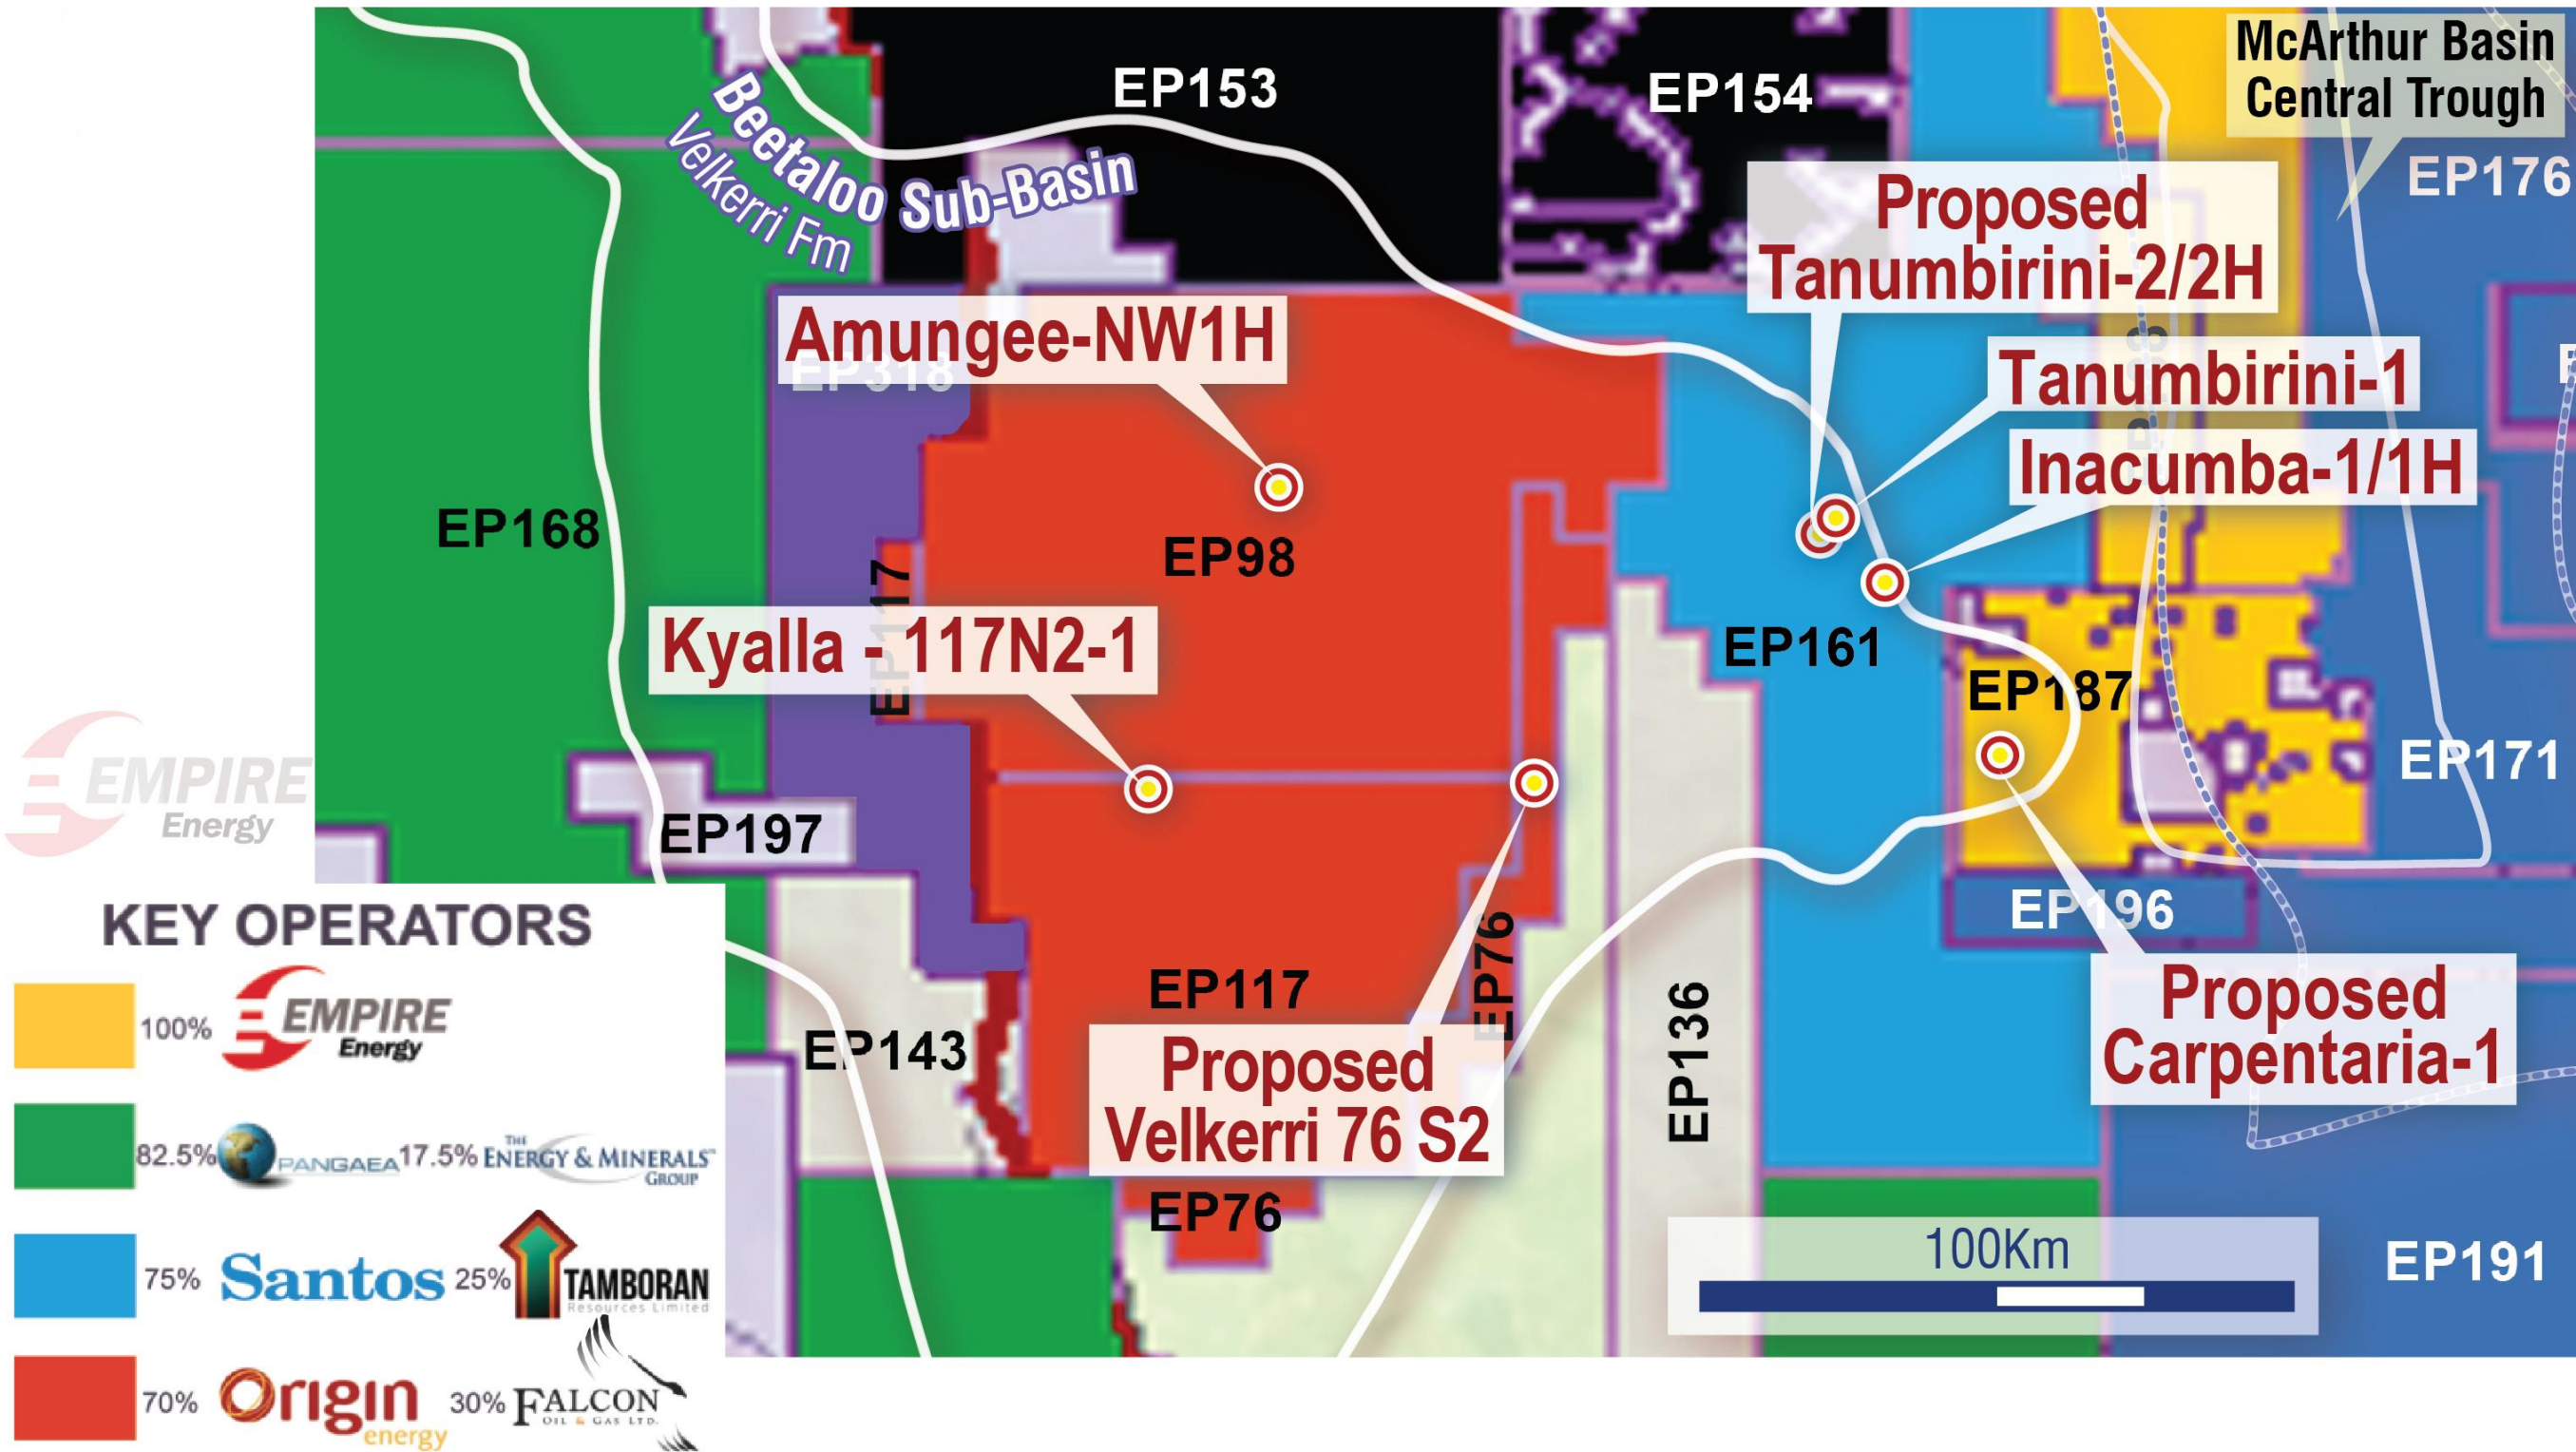 EP153
EP154
McArthur Basin
Central Trough
EP176
Beetaloo Sub-Basin
Velkerri Fm
Proposed
Tanumbirini-2/2H
Amungee-NW1H
EP318
Tanumbirini-1
Inacumba-1/1H
EP168
EP98
EP117
Kyalla - 117N2-1
EP161
EP187
EP171
EP197
EMPIRE
Energy
EP196
EP76
EP136
EP117
EP143
Proposed
Velkerri 76 S2
Proposed
Carpentaria-1
EP76
100Km
EP191
KEY OPERATORS
100% EMPIRE
Energy
82.5% PANGAEA 17.5% THE ENERGY & MINERALS
GROUP
75% Santos 25% TAMBORAN
Resources Limited
70% Origin energy 30% FALCON
OIL & GAS LTD.